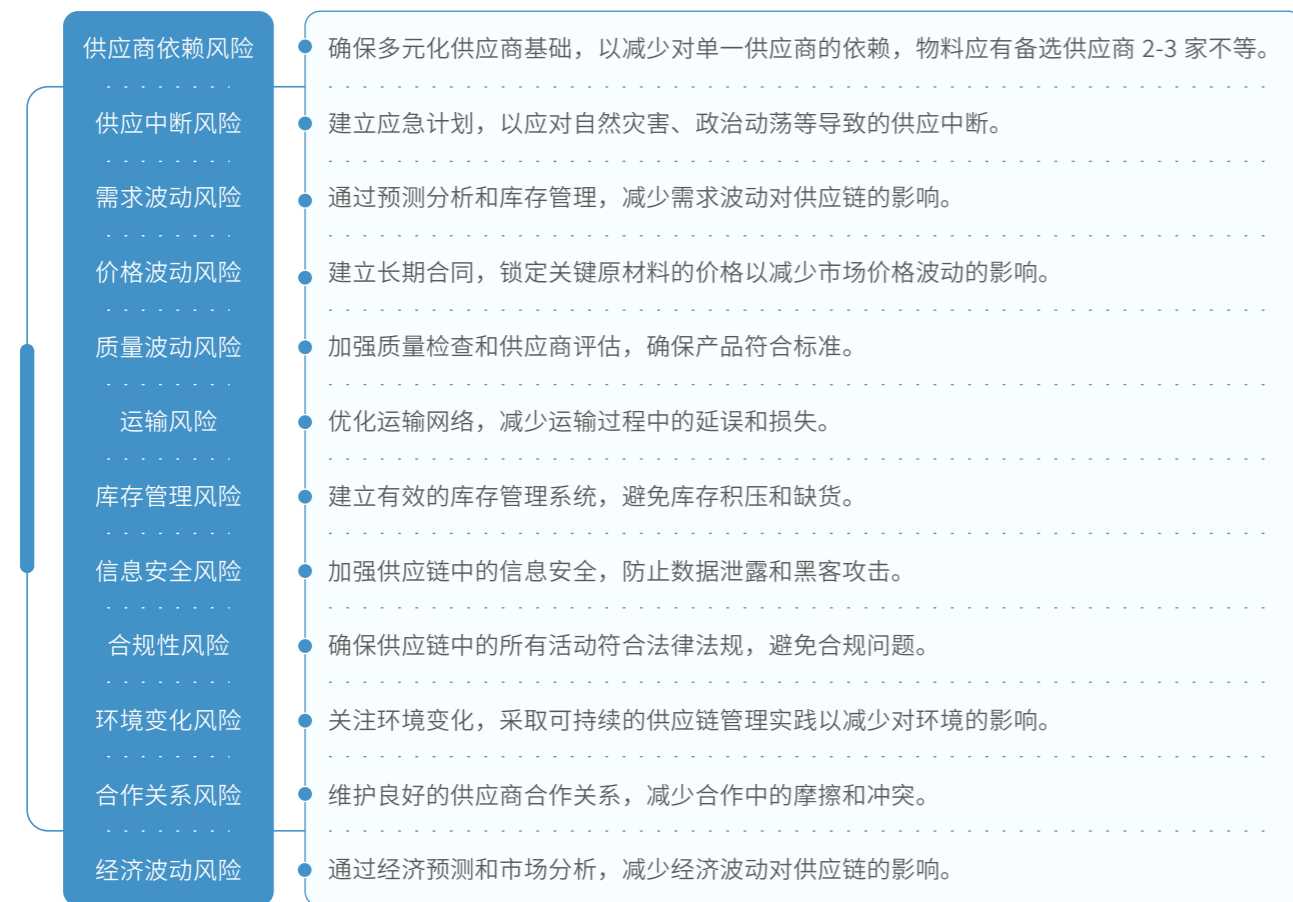 供应商依赖风险
确保多元化供应商基础，以减少对单一供应商的依赖，物料应有备选供应商 2-3 家不等。
供应中断风险
建立应急计划，以应对自然灾害、政治动荡等导致的供应中断。
需求波动风险
通过预测分析和库存管理，减少需求波动对供应链的影响。
价格波动风险
建立长期合同，锁定关键原材料的价格以减少市场价格波动的影响。
质量波动风险
加强质量检查和供应商评估，确保产品符合标准。
运输风险
优化运输网络，减少运输过程中的延误和损失。
库存管理风险
建立有效的库存管理系统，避免库存积压和缺货。
信息安全风险
加强供应链中的信息安全，防止数据泄露和黑客攻击。
合规性风险
确保供应链中的所有活动符合法律法规，避免合规问题。
环境变化风险
关注环境变化，采取可持续的供应链管理实践以减少对环境的影响。
合作关系风险
维护良好的供应商合作关系，减少合作中的摩擦和冲突。
经济波动风险
通过经济预测和市场分析，减少经济波动对供应链的影响。